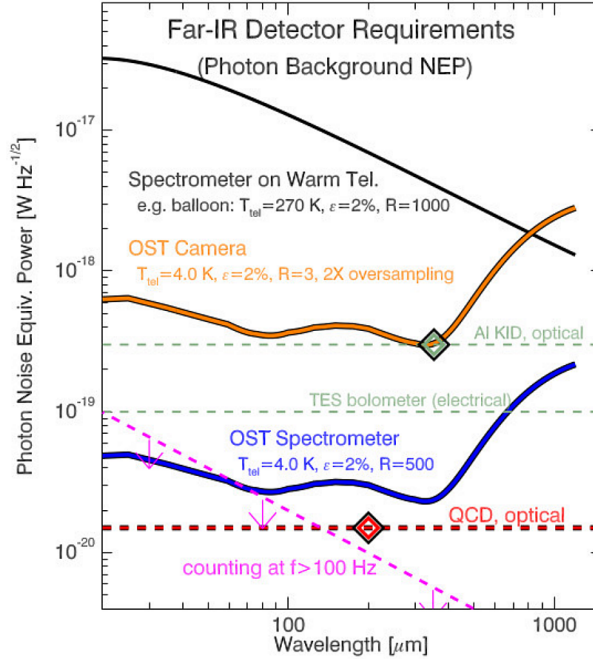 Far-IR Detector Requirements
(Photon Background NEP)
10⁻¹⁷
Spectrometer on Warm Tel.
e.g. balloon: T_tel=270 K, ε=2%, R=1000
OST Camera
10⁻¹⁸
T_tel=4.0 K, ε=2%, R=3, 2X oversampling
Al KID, optical
TES bolometer (electrical)
10⁻¹⁹
OST Spectrometer
T_tel=4.0 K, ε=2%, R=500
QCD, optical
10⁻²⁰
counting at f>100 Hz
100
1000
Wavelength [μm]
Photon Noise Equiv. Power [W Hz⁻¹ᐟ²]